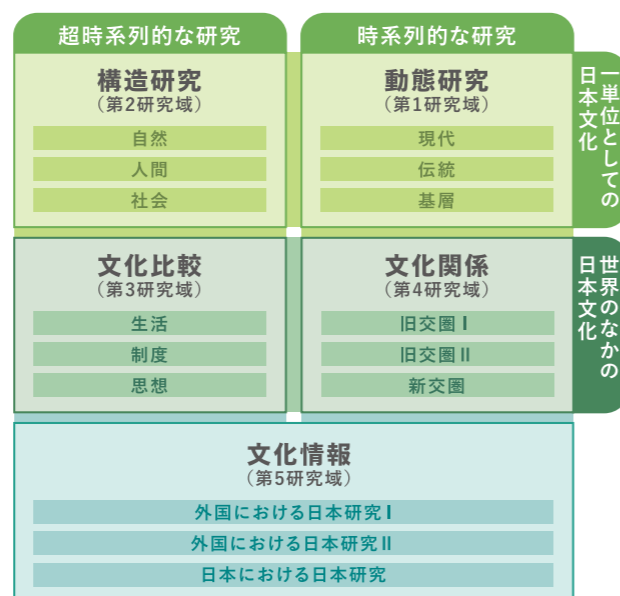 超時系列的な研究
時系列的な研究
構造研究
（第2研究域）
自然
人間
社会
動態研究
（第1研究域）
現代
伝統
基層
一単位としての
日本文化
文化比較
（第3研究域）
生活
制度
思想
文化関係
（第4研究域）
旧交圏Ⅰ
旧交圏Ⅱ
新交圏
世界のなかの
日本文化
文化情報
（第5研究域）
外国における日本研究Ⅰ
外国における日本研究Ⅱ
日本における日本研究